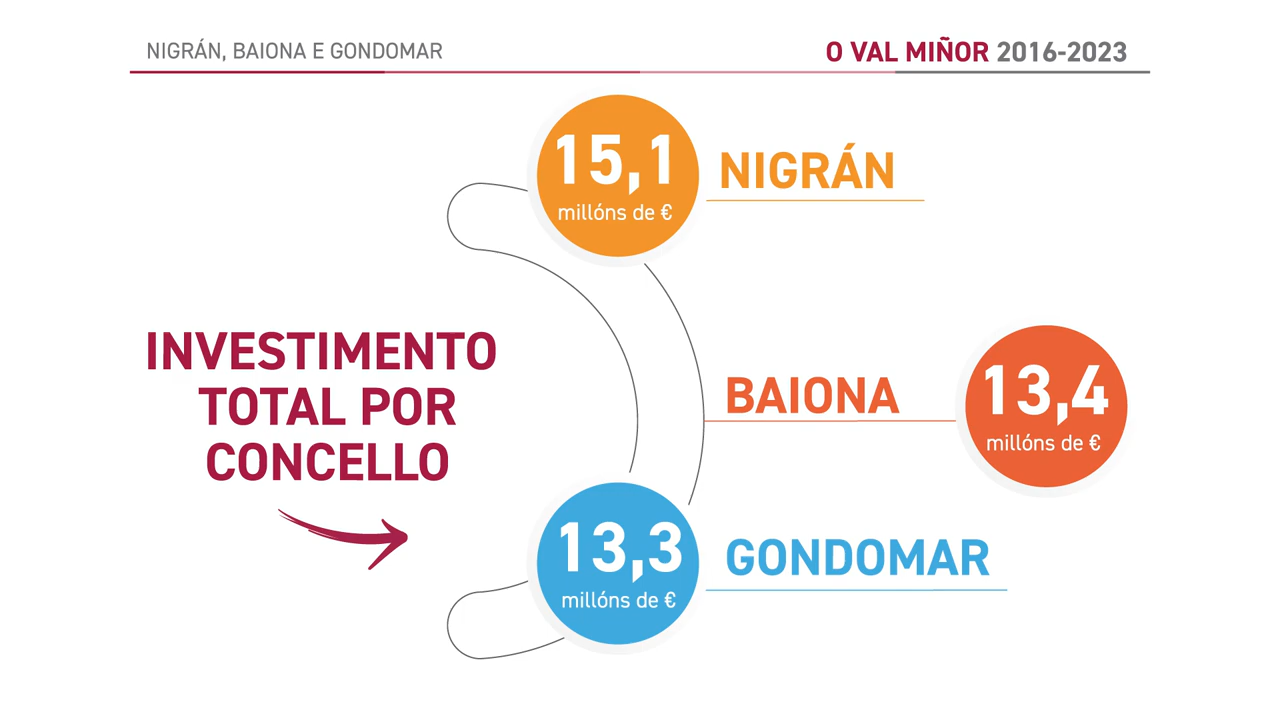 NIGRÁN, BAIONA E GONDOMAR
O VAL MIÑOR 2016-2023
15,1
millóns de €
NIGRÁN
INVESTIMENTO
TOTAL POR
CONCELLO
BAIONA
13,4
millóns de €
13,3
millóns de €
GONDOMAR